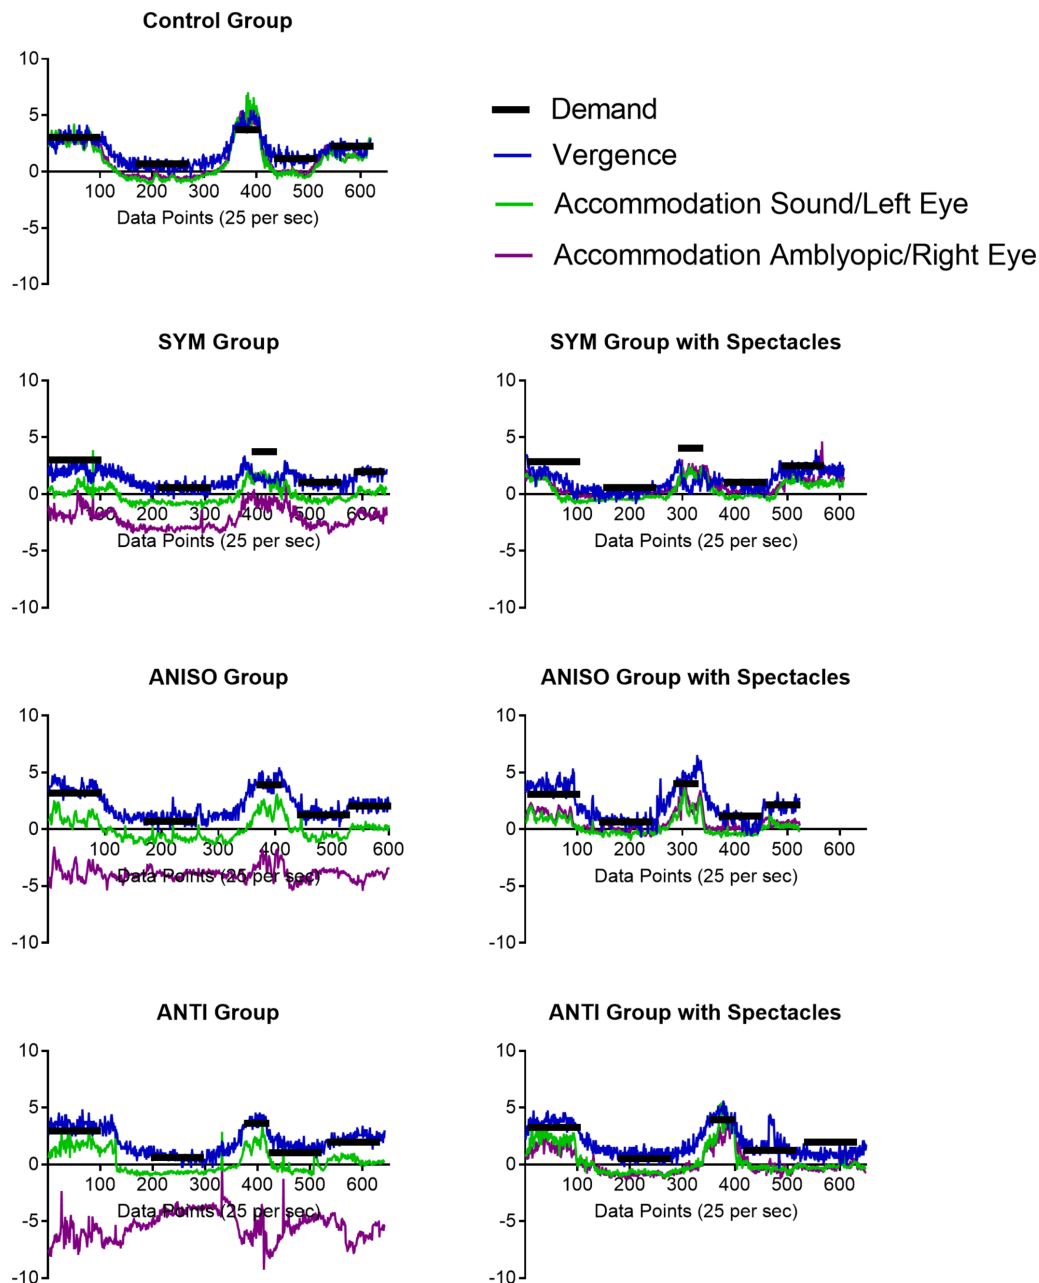 Control Group
10
5
0
-5
-10
100 200 300 400 500 600
Data Points (25 per sec)
Demand
Vergence
Accommodation Sound/Left Eye
Accommodation Amblyopic/Right Eye
SYM Group
10
5
0
-5
-10
100 200 300 400 500 600
Data Points (25 per sec)
SYM Group with Spectacles
10
5
0
-5
-10
100 200 300 400 500 600
Data Points (25 per sec)
ANISO Group
10
5
0
-5
-10
100 200 300 400 500 600
Data Points (25 per sec)
ANISO Group with Spectacles
10
5
0
-5
-10
100 200 300 400 500 600
Data Points (25 per sec)
ANTI Group
10
5
0
-5
-10
100 200 300 400 500 600
Data Points (25 per sec)
ANTI Group with Spectacles
10
5
0
-5
-10
100 200 300 400 500 600
Data Points (25 per sec)